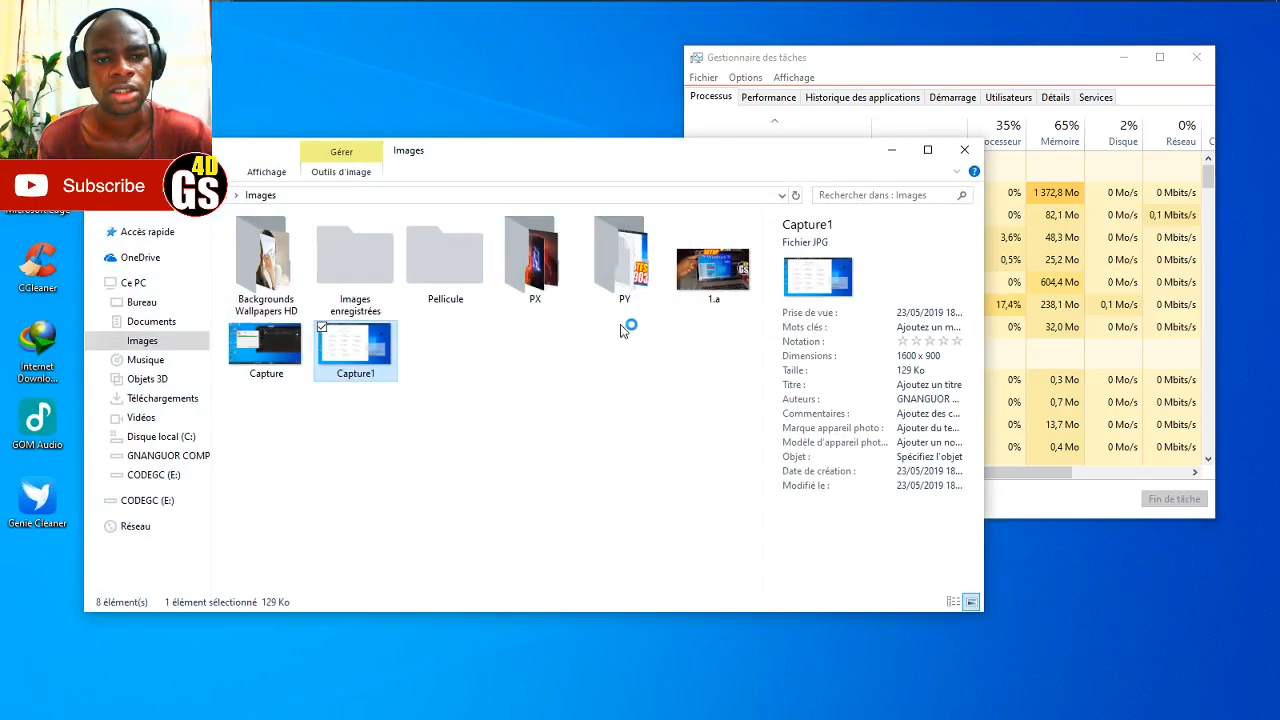 4D
GS
Subscribe
Microsoft Edge
CCleaner
Internet
Downlo...
GOM Audio
Genie Cleaner
Gestionnaire des tâches
Fichier
Options
Affichage
Processus
Performance
Historique des applications
Démarrage
Utilisateurs
Détails
Services
35%
65%
2%
0%
ocesseur
Mémoire
Disque
Réseau
0% 1 372,8 Mo 0 Mo/s 0 Mbits/s
0% 82,1 Mo 0 Mo/s 0,1 Mbits/s
3,6% 48,3 Mo 0 Mo/s 0 Mbits/s
0,5% 25,2 Mo 0 Mo/s 0 Mbits/s
0% 604,4 Mo 0 Mo/s 0 Mbits/s
17,4% 238,1 Mo 0,1 Mo/s 0 Mbits/s
0% 32,0 Mo 0 Mo/s 0 Mbits/s
0% 0,3 Mo 0 Mo/s 0 Mbits/s
0% 0,7 Mo 0 Mo/s 0 Mbits/s
0% 13,7 Mo 0 Mo/s 0 Mbits/s
0% 0,4 Mo 0 Mo/s 0 Mbits/s
Fin de tâche
Gérer
Images
Affichage
Outils d'image
Images
Rechercher dans : Images
Accès rapide
OneDrive
Ce PC
Bureau
Documents
Images
Musique
Objets 3D
Téléchargements
Vidéos
Disque local (C:)
GNANGUOR COMP
CODEGC (E:)
CODEGC (E:)
Réseau
Backgrounds
Wallpapers HD
Images
enregistrées
Pellicule
PX
PY
1.a
Capture
Capture1
Capture1
Fichier JPG
Prise de vue : 23/05/2019 18...
Mots clés : Ajoutez un m...
Notation :
Dimensions : 1600 x 900
Taille : 129 Ko
Titre : Ajoutez un titre
Auteurs : GNANGUOR ...
Commentaires : Ajoutez des c...
Marque appareil photo : Ajouter du te...
Modèle d'appareil phot... Ajouter un no...
Objet : Spécifiez l'objet
Date de création : 23/05/2019 18...
Modifié le : 23/05/2019 18...
8 élément(s)
1 élément sélectionné 129 Ko